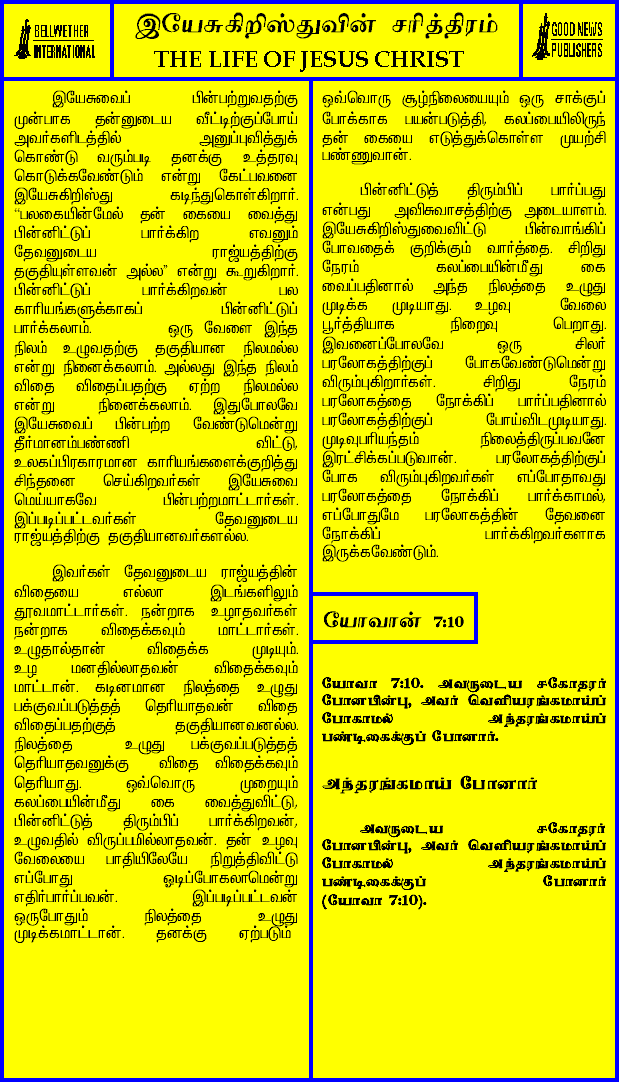 BELLWETHER
INTERNATIONAL
இயேசுகிறிஸ்துவின் சரித்திரம்
THE LIFE OF JESUS CHRIST
GOOD NEWS
PUBLISHERS
இயேசுவைப் பின்பற்றுவதற்கு
முன்பாக தன்னுடைய வீட்டிற்குப்போய்
அவர்களிடத்தில் அனுப்புவித்துக்
கொண்டு வரும்படி தனக்கு உத்தரவு
கொடுக்கவேண்டும் என்று கேட்பவனை
இயேசுகிறிஸ்து கடிந்துகொள்கிறார்.
“பலகையின்மேல் தன் கையை வைத்து
பின்னிட்டுப் பார்க்கிற எவனும்
தேவனுடைய ராஜ்யத்திற்கு
தகுதியுள்ளவன் அல்ல” என்று கூறுகிறார்.
பின்னிட்டுப் பார்க்கிறவன் பல
காரியங்களுக்காகப் பின்னிட்டுப்
பார்க்கலாம். ஒரு வேளை இந்த
நிலம் உழுவதற்கு தகுதியான நிலமல்ல
என்று நினைக்கலாம். அல்லது இந்த நிலம்
விதை விதைப்பதற்கு ஏற்ற நிலமல்ல
என்று நினைக்கலாம். இதுபோலவே
இயேசுவைப் பின்பற்ற வேண்டுமென்று
தீர்மானம்பண்ணி விட்டு,
உலகப்பிரகாரமான காரியங்களைக்குறித்து
சிந்தனை செய்கிறவர்கள் இயேசுவை
மெய்யாகவே பின்பற்றமாட்டார்கள்.
இப்படிப்பட்டவர்கள் தேவனுடைய
ராஜ்யத்திற்கு தகுதியானவர்களல்ல.
இவர்கள் தேவனுடைய ராஜ்யத்தின்
விதையை எல்லா இடங்களிலும்
தூவமாட்டார்கள். நன்றாக உழாதவர்கள்
நன்றாக விதைக்கவும் மாட்டார்கள்.
உழுதால்தான் விதைக்க முடியும்.
உழ மனதில்லாதவன் விதைக்கவும்
மாட்டான். கடினமான நிலத்தை உழுது
பக்குவப்படுத்தத் தெரியாதவன் விதை
விதைப்பதற்குத் தகுதியானவனல்ல.
நிலத்தை உழுது பக்குவப்படுத்தத்
தெரியாதவனுக்கு விதை விதைக்கவும்
தெரியாது. ஒவ்வொரு முறையும்
கலப்பையின்மீது கை வைத்துவிட்டு,
பின்னிட்டுத் திரும்பிப் பார்க்கிறவன்,
உழுவதில் விருப்பமில்லாதவன். தன் உழவு
வேலையை பாதியிலேயே நிறுத்திவிட்டு
எப்போது ஓடிப்போகலாமென்று
எதிர்பார்ப்பவன். இப்படிப்பட்டவன்
ஒருபோதும் நிலத்தை உழுது
முடிக்கமாட்டான். தனக்கு ஏற்படும்
ஒவ்வொரு சூழ்நிலையையும் ஒரு சாக்குப்
போக்காக பயன்படுத்தி, கலப்பையிலிருந்
தன் கையை எடுத்துக்கொள்ள முயற்சி
பண்ணுவான்.
பின்னிட்டுத் திரும்பிப் பார்ப்பது
என்பது அவிசுவாசத்திற்கு அடையாளம்.
இயேசுகிறிஸ்துவைவிட்டு பின்வாங்கிப்
போவதைக் குறிக்கும் வார்த்தை. சிறிது
நேரம் கலப்பையின்மீது கை
வைப்பதினால் அந்த நிலத்தை உழுது
முடிக்க முடியாது. உழவு வேலை
பூர்த்தியாக நிறைவு பெறாது.
இவனைப்போலவே ஒரு சிலர்
பரலோகத்திற்குப் போகவேண்டுமென்று
விரும்புகிறார்கள். சிறிது நேரம்
பரலோகத்தை நோக்கிப் பார்ப்பதினால்
பரலோகத்திற்குப் போய்விடமுடியாது.
முடிவுபரியந்தம் நிலைத்திருப்பவனே
இரட்சிக்கப்படுவான். பரலோகத்திற்குப்
போக விரும்புகிறவர்கள் எப்போதாவது
பரலோகத்தை நோக்கிப் பார்க்காமல்,
எப்போதுமே பரலோகத்தின் தேவனை
நோக்கிப் பார்க்கிறவர்களாக
இருக்கவேண்டும்.
யோவான் 7:10
யோவா 7:10. அவருடைய சகோதரர்
போனபின்பு, அவர் வெளியரங்கமாய்ப்
போகாமல் அந்தரங்கமாய்ப்
பண்டிகைக்குப் போனார்.
அந்தரங்கமாய் போனார்
அவருடைய சகோதரர்
போனபின்பு, அவர் வெளியரங்கமாய்ப்
போகாமல் அந்தரங்கமாய்ப்
பண்டிகைக்குப் போனார்
(யோவா 7:10).